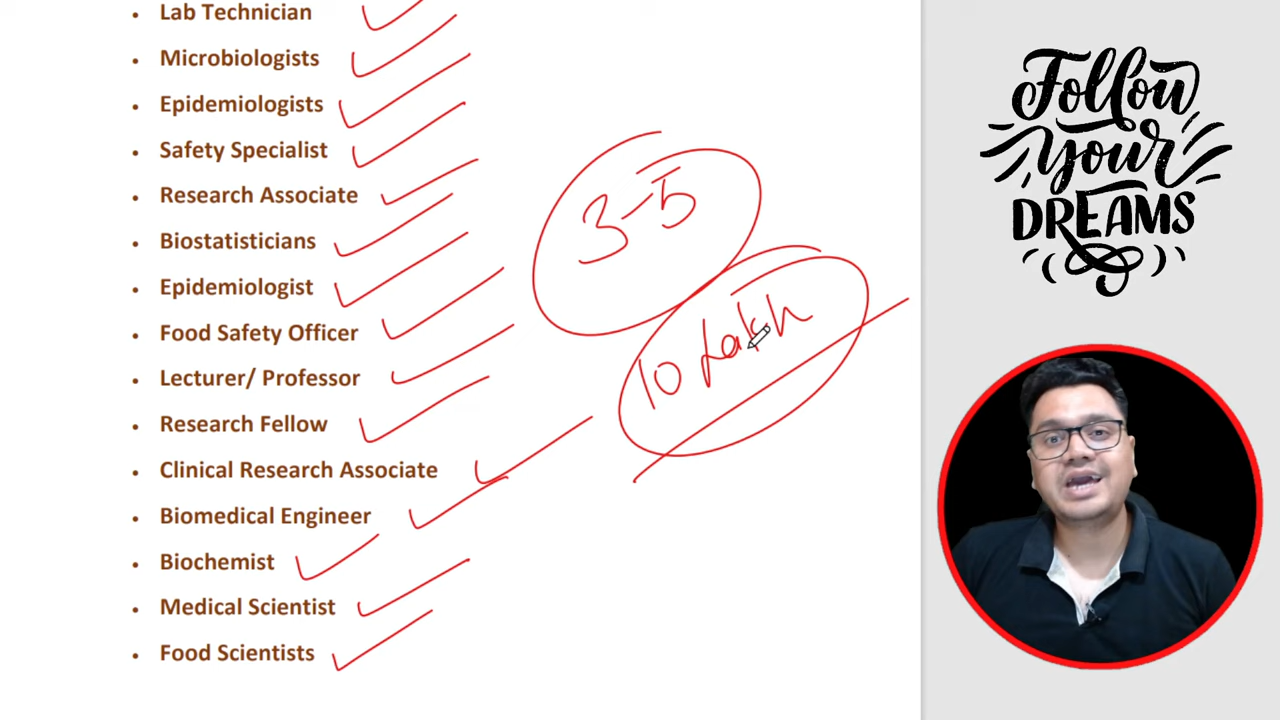 Lab Technician
Microbiologists
Epidemiologists
Safety Specialist
Research Associate
Biostatisticians
Epidemiologist
Food Safety Officer
Lecturer/ Professor
Research Fellow
Clinical Research Associate
Biomedical Engineer
Biochemist
Medical Scientist
Food Scientists
3-5
10 Lakh
Follow
Your
DREAMS